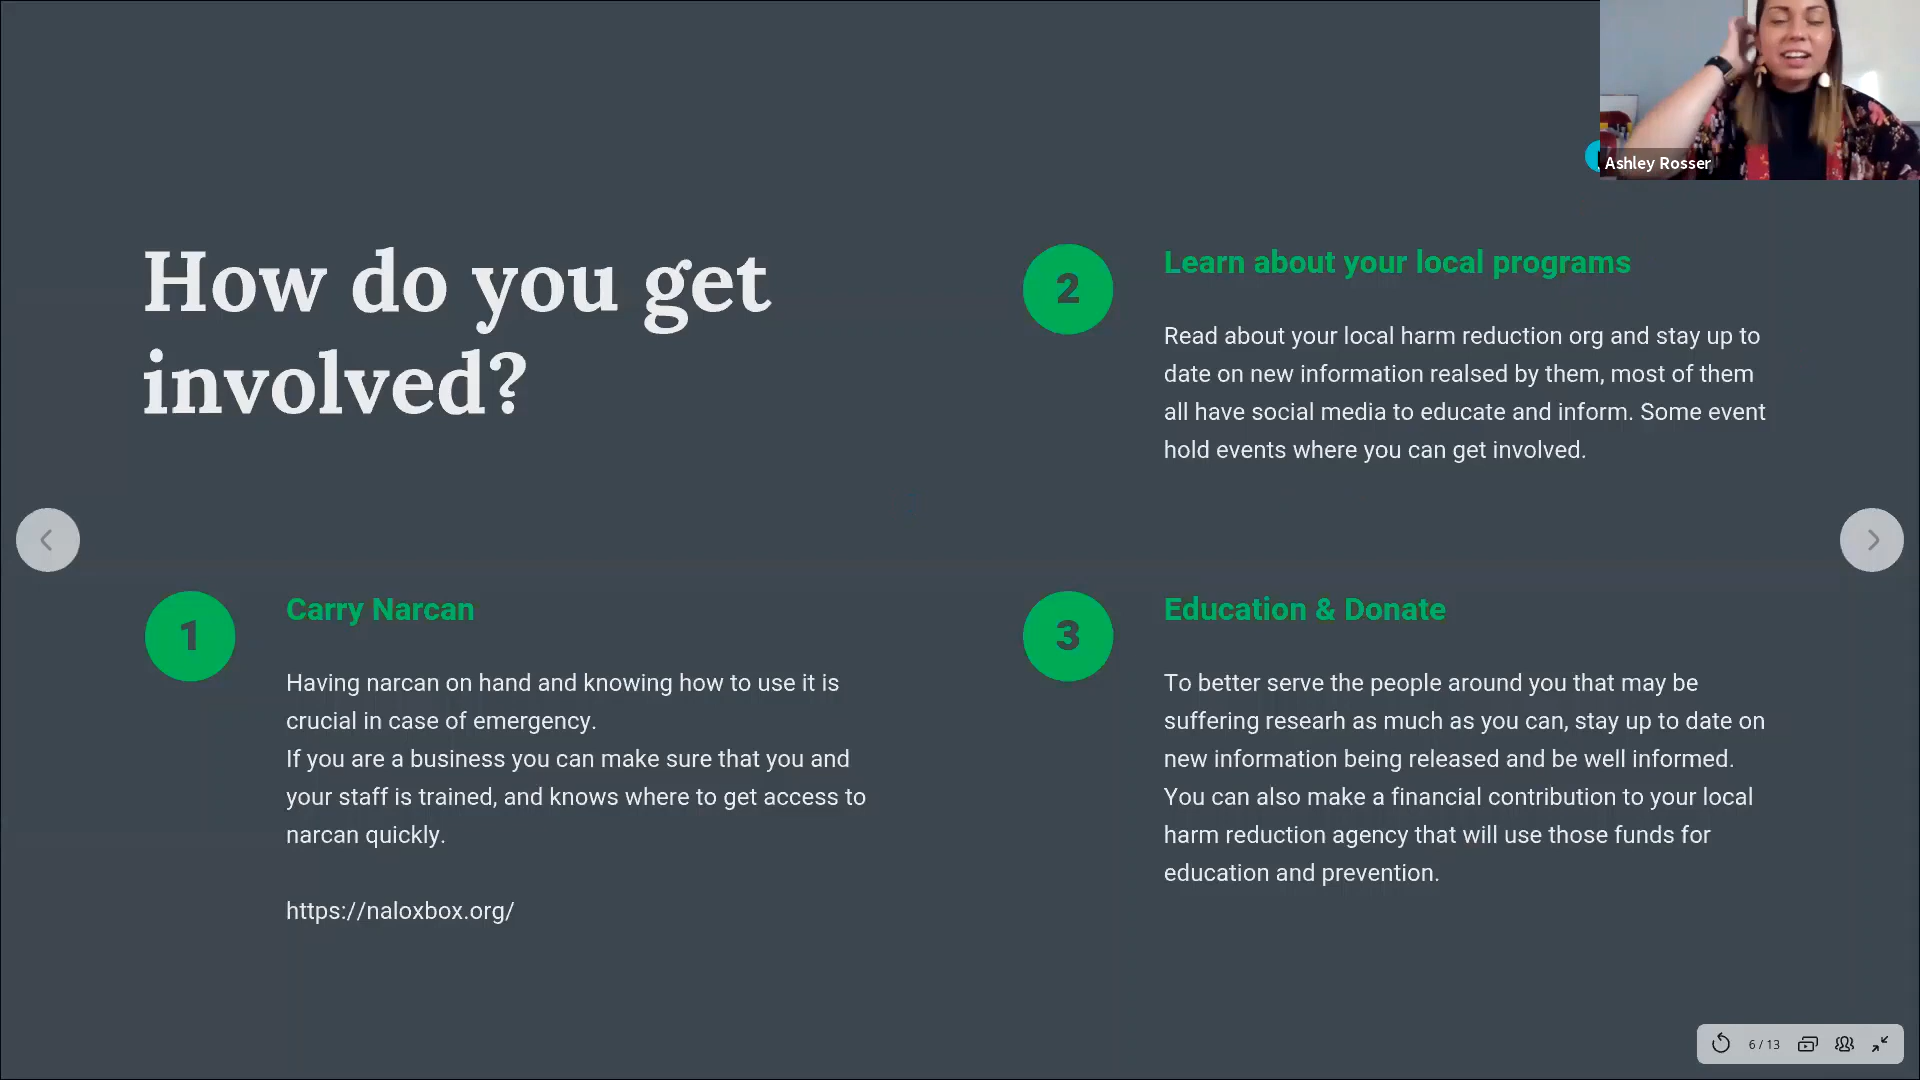 Ashley Rosser
How do you get
involved?
1
Carry Narcan
Having narcan on hand and knowing how to use it is
crucial in case of emergency.
If you are a business you can make sure that you and
your staff is trained, and knows where to get access to
narcan quickly.
https://naloxbox.org/
2
Learn about your local programs
Read about your local harm reduction org and stay up to
date on new information realsed by them, most of them
all have social media to educate and inform. Some event
hold events where you can get involved.
3
Education & Donate
To better serve the people around you that may be
suffering researh as much as you can, stay up to date on
new information being released and be well informed.
You can also make a financial contribution to your local
harm reduction agency that will use those funds for
education and prevention.
6 / 13